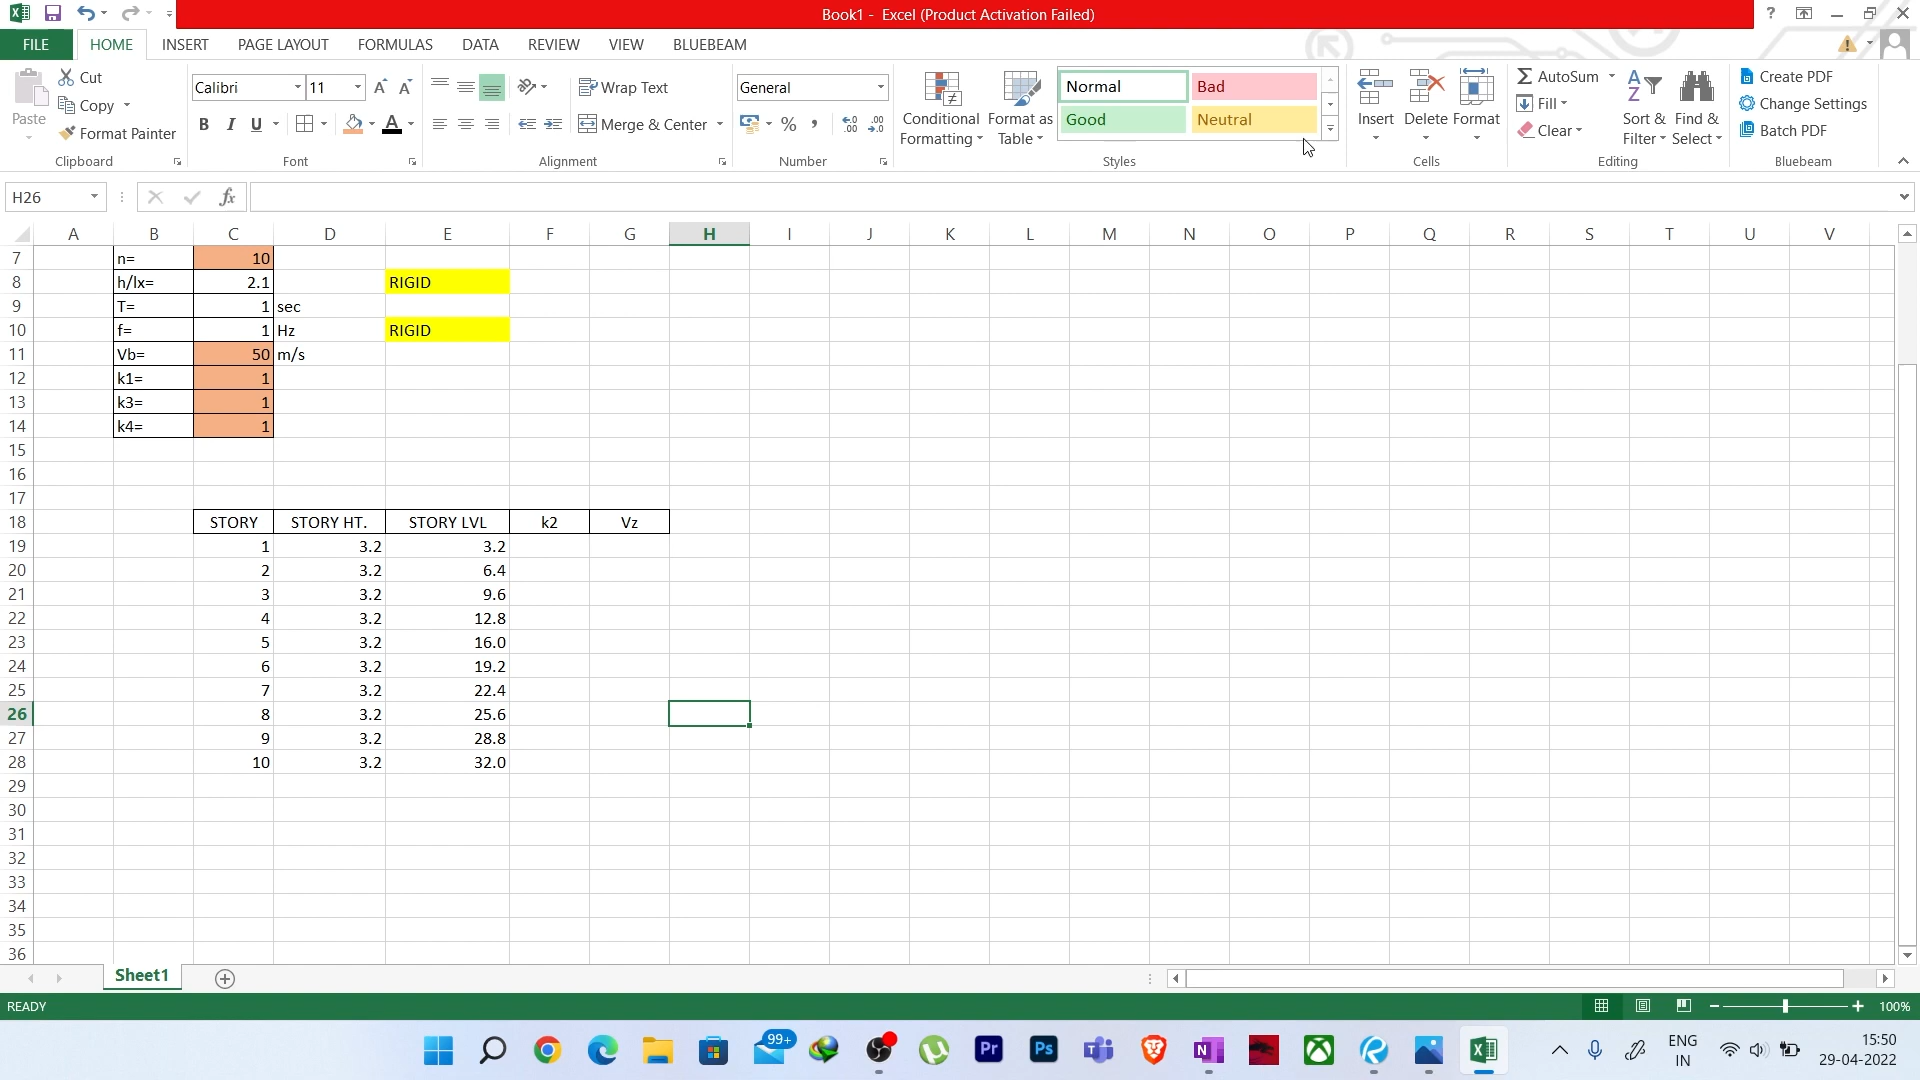 Book1 - Excel (Product Activation Failed)
FILE HOME INSERT PAGE LAYOUT FORMULAS DATA REVIEW VIEW BLUEBEAM
Paste
Cut
Copy
Format Painter
Clipboard
Calibri 11
B I U
Font
Wrap Text
Merge & Center
Alignment
General
Number
Conditional Formatting
Format as Table
Normal Bad
Good Neutral
Styles
Insert Delete Format
Cells
AutoSum
Fill
Clear
Sort & Filter
Find & Select
Editing
Create PDF
Change Settings
Batch PDF
Bluebeam
H26 fx
A B C D E F G H I J K L M N O P Q R S T U V
7 n= 10
8 h/lx= 2.1 RIGID
9 T= 1 sec
10 f= 1 Hz RIGID
11 Vb= 50 m/s
12 k1= 1
13 k3= 1
14 k4= 1
15
16
17
18 STORY STORY HT. STORY LVL k2 Vz
19 1 3.2 3.2
20 2 3.2 6.4
21 3 3.2 9.6
22 4 3.2 12.8
23 5 3.2 16.0
24 6 3.2 19.2
25 7 3.2 22.4
26 8 3.2 25.6
27 9 3.2 28.8
28 10 3.2 32.0
29
30
31
32
33
34
35
36
Sheet1
READY 100%
99+ Pr Ps
ENG IN
15:50
29-04-2022